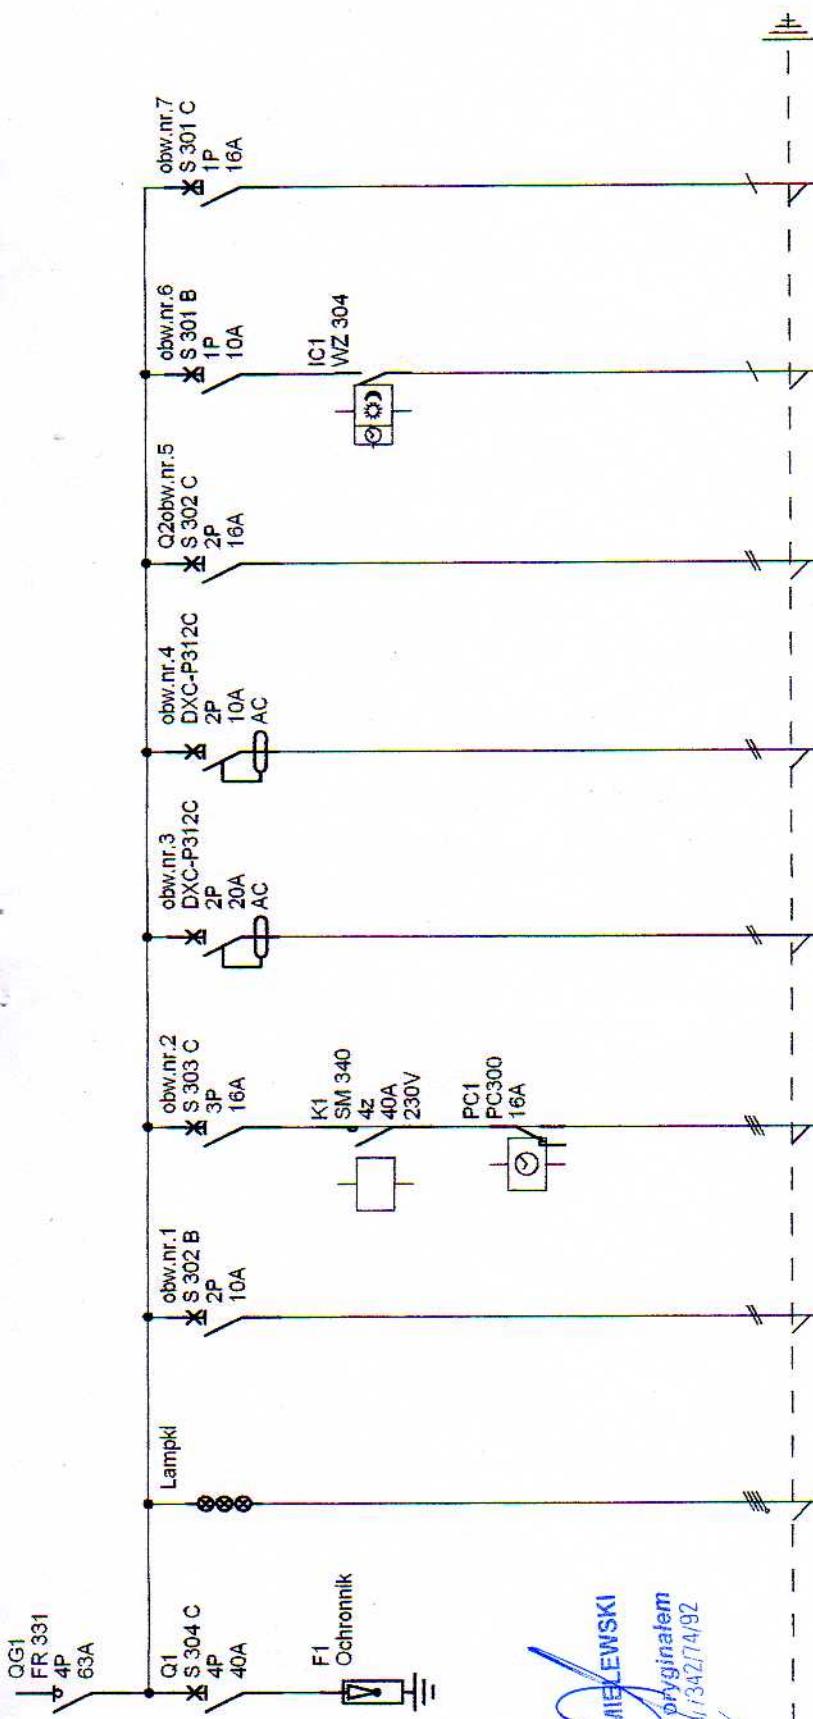 QG1
FR 331
4P
63A
Q1
S 304 C
4P
40A
F1
Ochronnik
Lampki
obw.nr.1
S 302 B
2P
10A
obw.nr.2
S 303 C
3P
16A
K1
SM 340
4z
40A
230V
PC1
PC300
16A
obw.nr.3
DXC-P312C
2P
20A
AC
obw.nr.4
DXC-P312C
2P
10A
AC
Q2obw.nr.5
S 302 C
2P
16A
obw.nr.6
S 301 B
1P
10A
IC1
WZ 304
obw.nr.7
S 301 C
1P
16A
oryginałem
/342/74/92